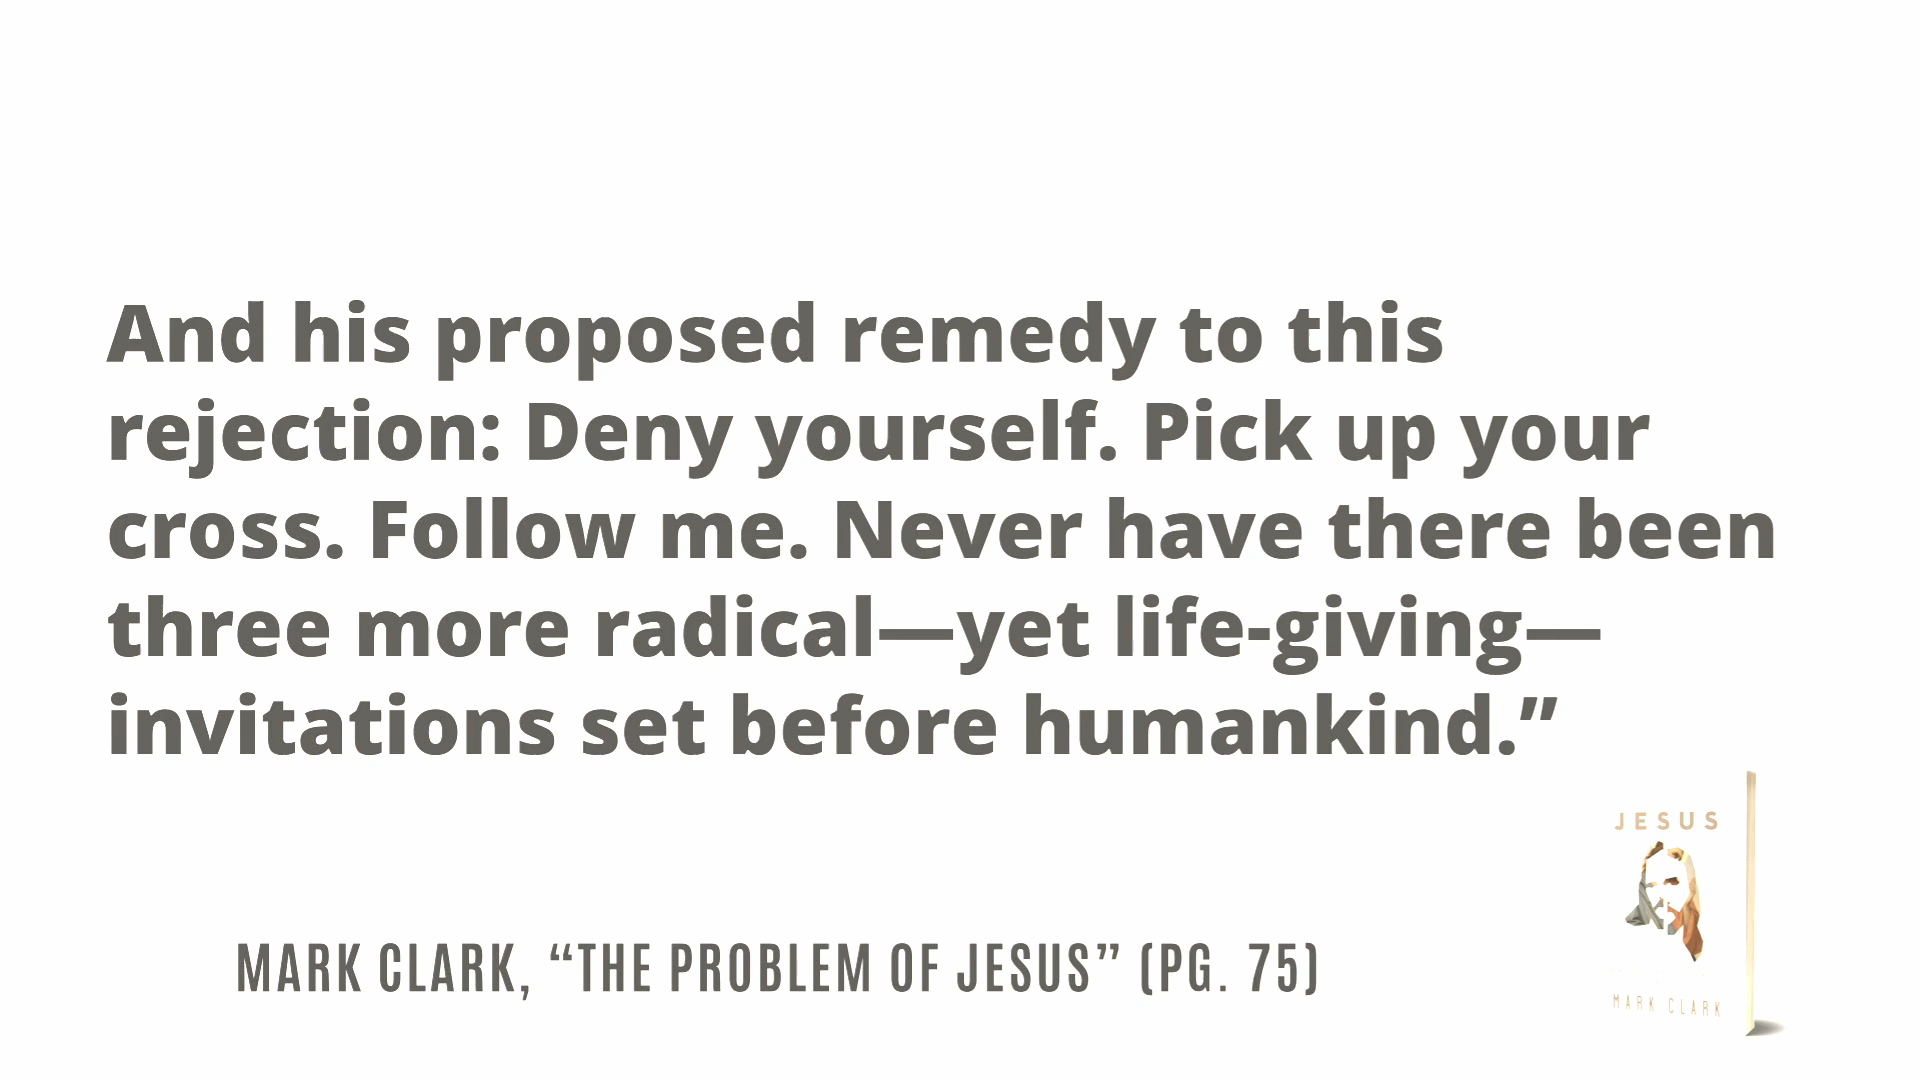 And his proposed remedy to this
rejection: Deny yourself. Pick up your
cross. Follow me. Never have there been
three more radical—yet life-giving—
invitations set before humankind.”
JESUS
MARK CLARK
MARK CLARK, “THE PROBLEM OF JESUS” (PG. 75)